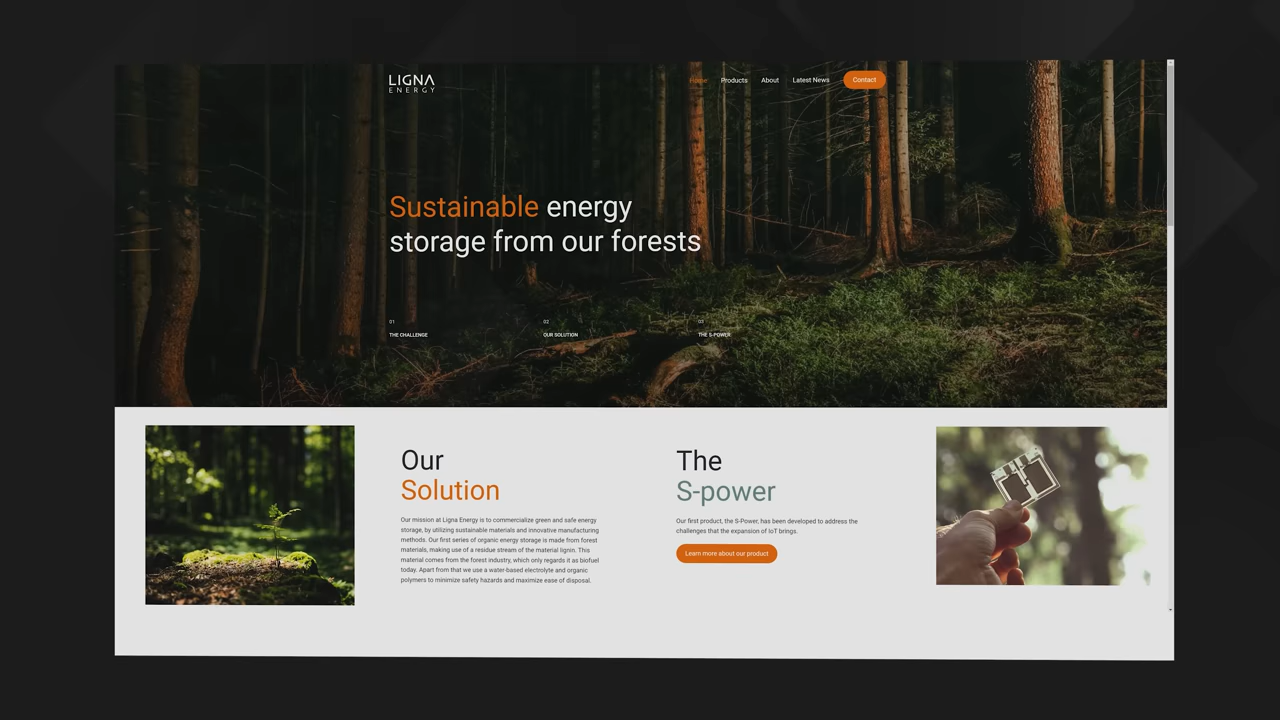 LIGNA
ENERGY
Home
Products
About
Latest News
Contact
Sustainable energy
storage from our forests
01
THE CHALLENGE
02
OUR SOLUTION
03
THE S-POWER
Our
Solution
Our mission at Ligna Energy is to commercialize green and safe energy
storage, by utilizing sustainable materials and innovative manufacturing
methods. Our first series of organic energy storage is made from forest
materials, making use of a residue stream of the material lignin. This
material comes from the forest industry, which only regards it as biofuel
today. Apart from that we use a water-based electrolyte and organic
polymers to minimize safety hazards and maximize ease of disposal.
The
S-power
Our first product, the S-Power, has been developed to address the
challenges that the expansion of IoT brings.
Learn more about our product